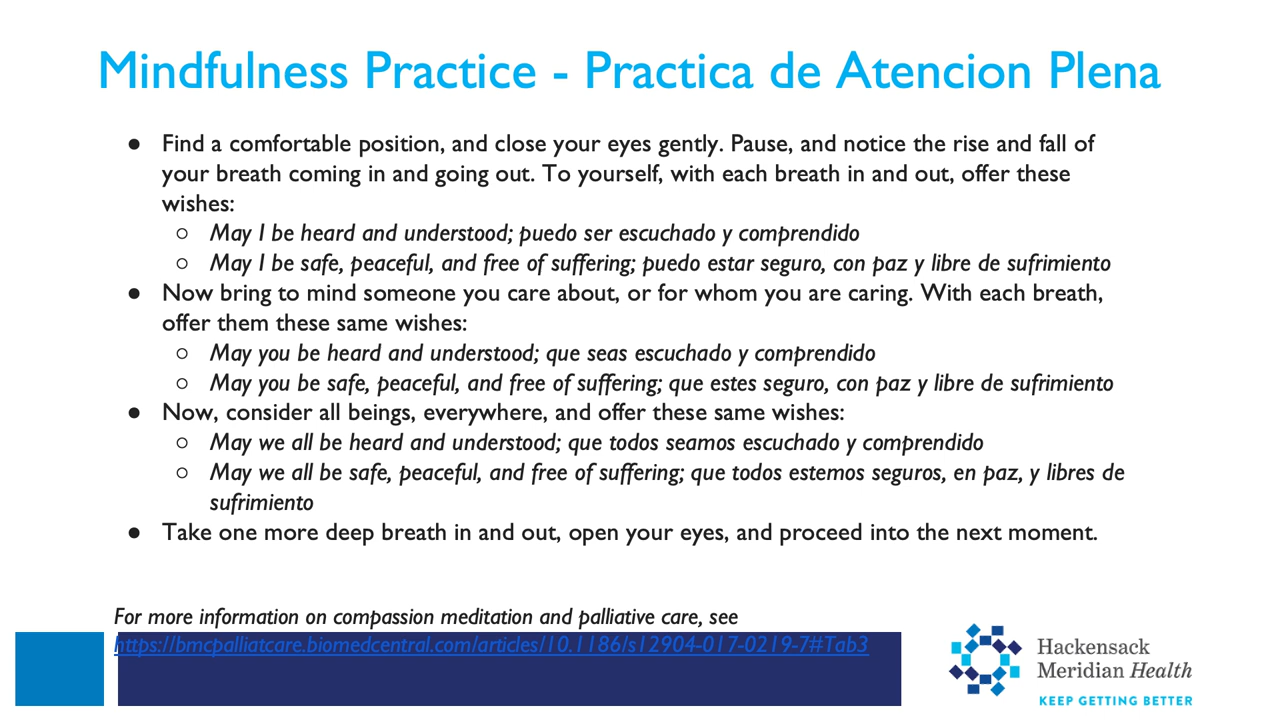 Mindfulness Practice - Practica de Atencion Plena
● Find a comfortable position, and close your eyes gently. Pause, and notice the rise and fall of
your breath coming in and going out. To yourself, with each breath in and out, offer these
wishes:
○ May I be heard and understood; puedo ser escuchado y comprendido
○ May I be safe, peaceful, and free of suffering; puedo estar seguro, con paz y libre de sufrimiento
● Now bring to mind someone you care about, or for whom you are caring. With each breath,
offer them these same wishes:
○ May you be heard and understood; que seas escuchado y comprendido
○ May you be safe, peaceful, and free of suffering; que estes seguro, con paz y libre de sufrimiento
● Now, consider all beings, everywhere, and offer these same wishes:
○ May we all be heard and understood; que todos seamos escuchado y comprendido
○ May we all be safe, peaceful, and free of suffering; que todos estemos seguros, en paz, y libres de
sufrimiento
● Take one more deep breath in and out, open your eyes, and proceed into the next moment.
For more information on compassion meditation and palliative care, see
https://bmcpalliatcare.biomedcentral.com/articles/10.1186/s12904-017-0219-7#Tab3
Hackensack
Meridian Health
KEEP GETTING BETTER